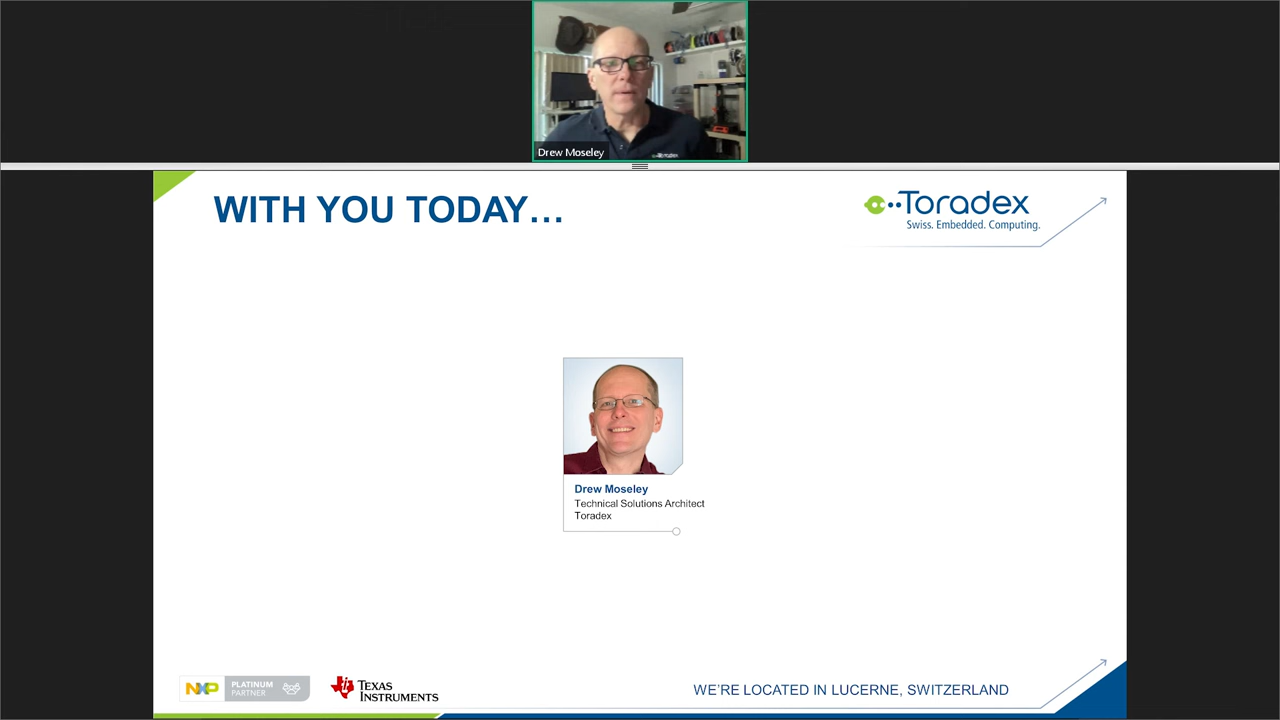 Drew Moseley
WITH YOU TODAY...
Toradex
Swiss. Embedded. Computing.
Drew Moseley
Technical Solutions Architect
Toradex
NXP
PLATINUM
PARTNER
TEXAS
INSTRUMENTS
WE'RE LOCATED IN LUCERNE, SWITZERLAND